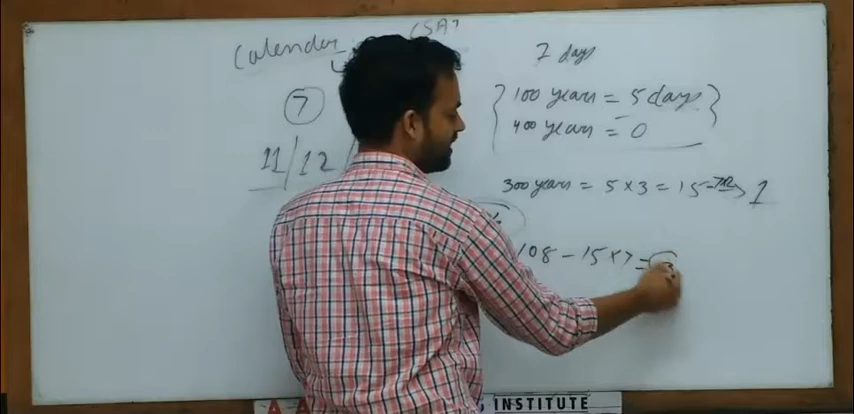 Calender
(SAT
7 days
7
100 years = 5 days
400 years = 0
11/12/
300 years = 5 × 3 = 15 → 1
108 - 15×7 =
INSTITUTE